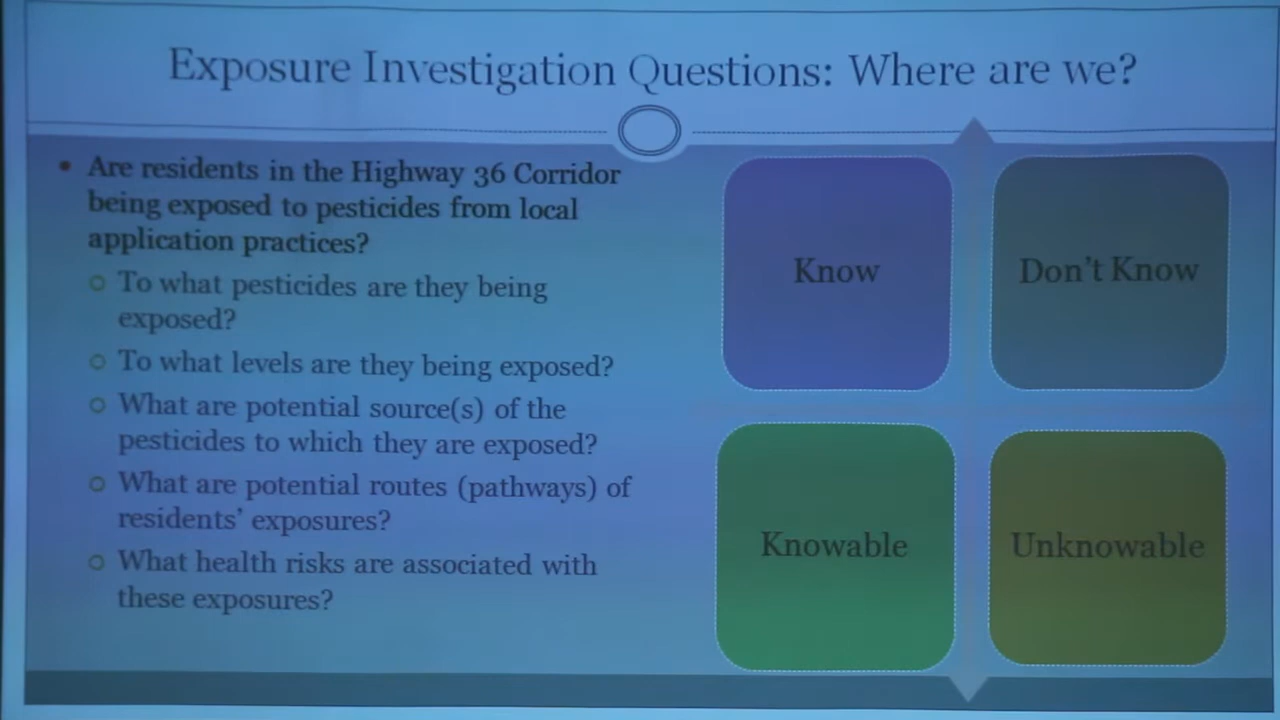 Exposure Investigation Questions: Where are we?
Are residents in the Highway 36 Corridor
being exposed to pesticides from local
application practices?
To what pesticides are they being
exposed?
To what levels are they being exposed?
What are potential source(s) of the
pesticides to which they are exposed?
What are potential routes (pathways) of
residents' exposures?
What health risks are associated with
these exposures?
Know
Don't Know
Knowable
Unknowable